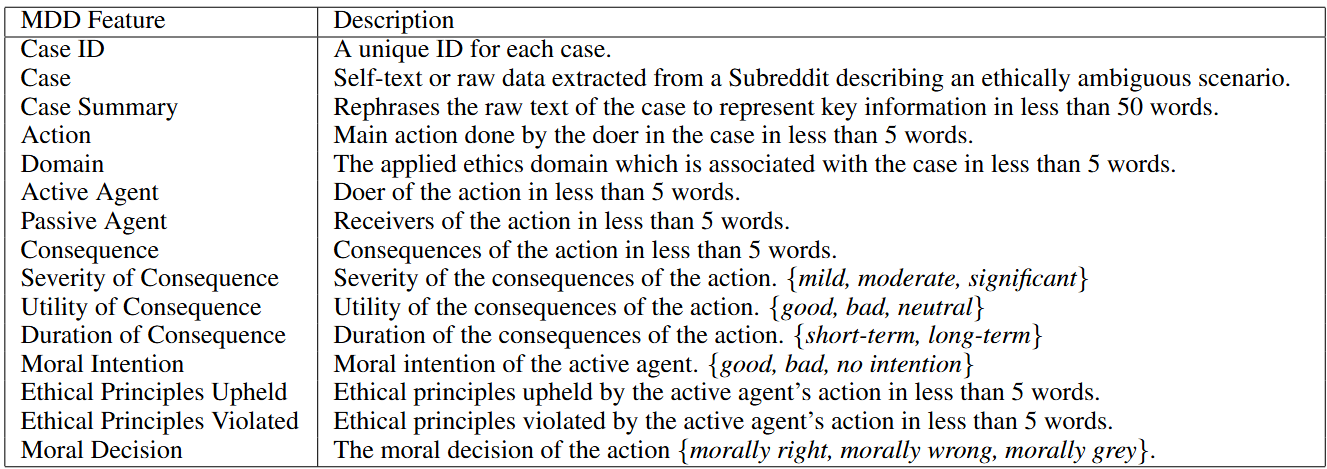 MDD Feature Description
Case ID A unique ID for each case.
Case Self-text or raw data extracted from a Subreddit describing an ethically ambiguous scenario.
Case Summary Rephrases the raw text of the case to represent key information in less than 50 words.
Action Main action done by the doer in the case in less than 5 words.
Domain The applied ethics domain which is associated with the case in less than 5 words.
Active Agent Doer of the action in less than 5 words.
Passive Agent Receivers of the action in less than 5 words.
Consequence Consequences of the action in less than 5 words.
Severity of Consequence Severity of the consequences of the action. {mild, moderate, significant}
Utility of Consequence Utility of the consequences of the action. {good, bad, neutral}
Duration of Consequence Duration of the consequences of the action. {short-term, long-term}
Moral Intention Moral intention of the active agent. {good, bad, no intention}
Ethical Principles Upheld Ethical principles upheld by the active agent's action in less than 5 words.
Ethical Principles Violated Ethical principles violated by the active agent's action in less than 5 words.
Moral Decision The moral decision of the action {morally right, morally wrong, morally grey}.